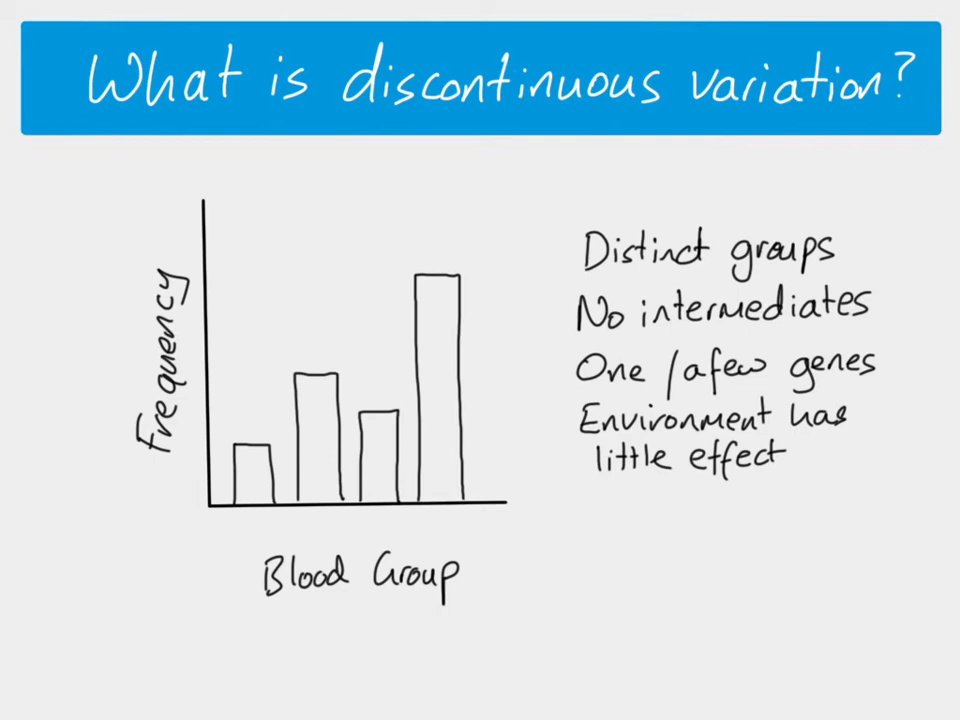 What is discontinuous variation?
Frequency
Blood Group
Distinct groups
No intermediates
One / a few genes
Environment has
little effect